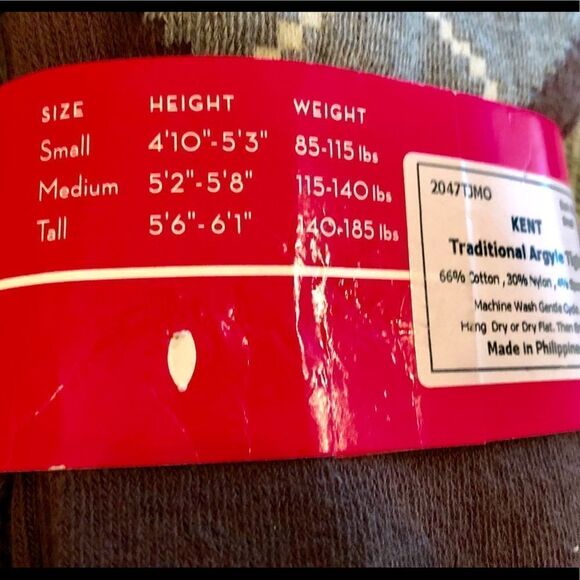 SIZE HEIGHT WEIGHT
Small 4'10"-5'3" 85-115 lbs
Medium 5'2"-5'8" 115-140 lbs
Tall 5'6"-6'1" 140-185 lbs
2047TJMO
KENT
Traditional Argyle
66% Cotton , 30% Nylon ,
Machine Wash Gentle
Hang Dry or Dry Flat. Then
Made in Philippine